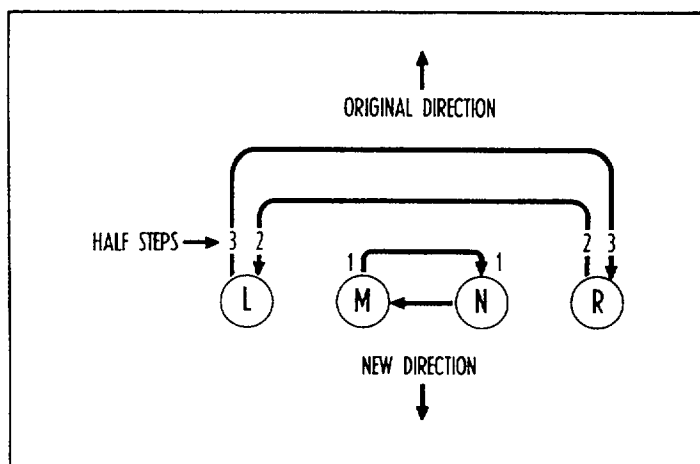 ORIGINAL DIRECTION
HALF STEPS
3 2
2 3
1
1
L
M
N
R
NEW DIRECTION